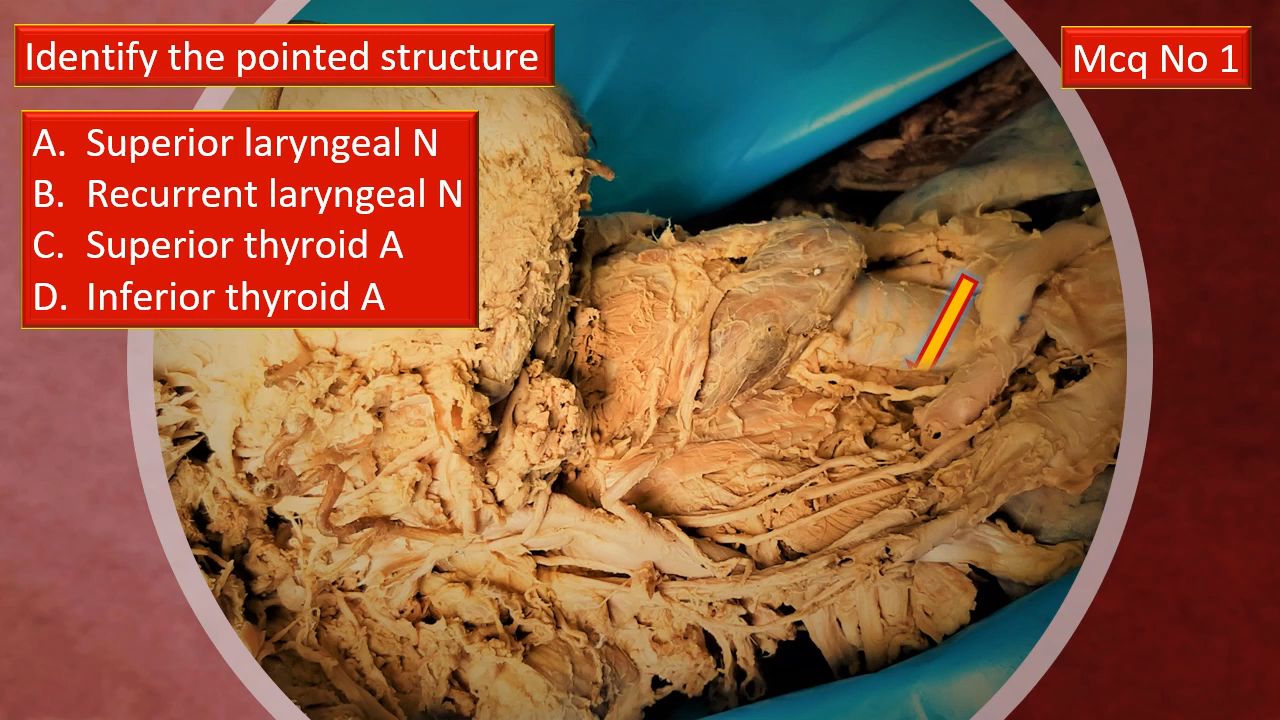 Identify the pointed structure
Mcq No 1
A. Superior laryngeal N
B. Recurrent laryngeal N
C. Superior thyroid A
D. Inferior thyroid A